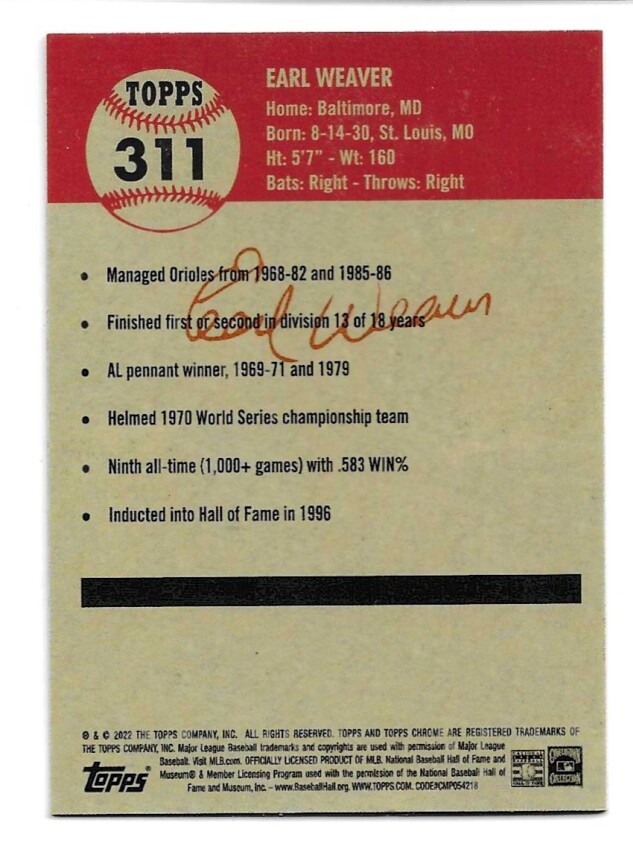 TOPPS
311
EARL WEAVER
Home: Baltimore, MD
Born: 8-14-30, St. Louis, MO
Ht: 5'7" - Wt: 160
Bats: Right - Throws: Right
Earl Weaver
• Managed Orioles from 1968-82 and 1985-86
• Finished first or second in division 13 of 18 years
• AL pennant winner, 1969-71 and 1979
• Helmed 1970 World Series championship team
• Ninth all-time (1,000+ games) with .583 WIN%
• Inducted into Hall of Fame in 1996
® & © 2022 THE TOPPS COMPANY, INC. ALL RIGHTS RESERVED. TOPPS AND TOPPS CHROME ARE REGISTERED TRADEMARKS OF
THE TOPPS COMPANY, INC. Major League Baseball trademarks and copyrights are used with permission of Major League
Baseball. Visit MLB.com. OFFICIALLY LICENSED PRODUCT OF MLB. National Baseball Hall of Fame and
Museum® & Member Licensing Program used with the permission of the National Baseball Hall of
Fame and Museum, Inc. – www.BaseballHall.org. WWW.TOPPS.COM. CODE#CMP054218
Topps®